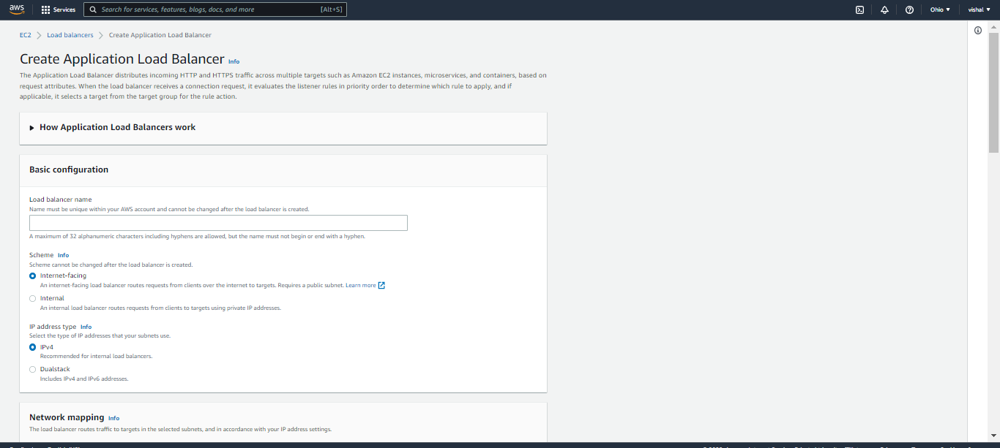 aws
Services
Search for services, features, blogs, docs, and more
[Alt+S]
Ohio
vishal
EC2
Load balancers
Create Application Load Balancer
Create Application Load Balancer Info
The Application Load Balancer distributes incoming HTTP and HTTPS traffic across multiple targets such as Amazon EC2 instances, microservices, and containers, based on
request attributes. When the load balancer receives a connection request, it evaluates the listener rules in priority order to determine which rule to apply, and if
applicable, it selects a target from the target group for the rule action.
How Application Load Balancers work
Basic configuration
Load balancer name
Name must be unique within your AWS account and cannot be changed after the load balancer is created.
A maximum of 32 alphanumeric characters including hyphens are allowed, but the name must not begin or end with a hyphen.
Scheme Info
Scheme cannot be changed after the load balancer is created.
Internet-facing
An internet-facing load balancer routes requests from clients over the internet to targets. Requires a public subnet. Learn more
Internal
An internal load balancer routes requests from clients to targets using private IP addresses.
IP address type Info
Select the type of IP addresses that your subnets use.
IPv4
Recommended for internal load balancers.
Dualstack
Includes IPv4 and IPv6 addresses.
Network mapping Info
The load balancer routes traffic to targets in the selected subnets, and in accordance with your IP address settings.